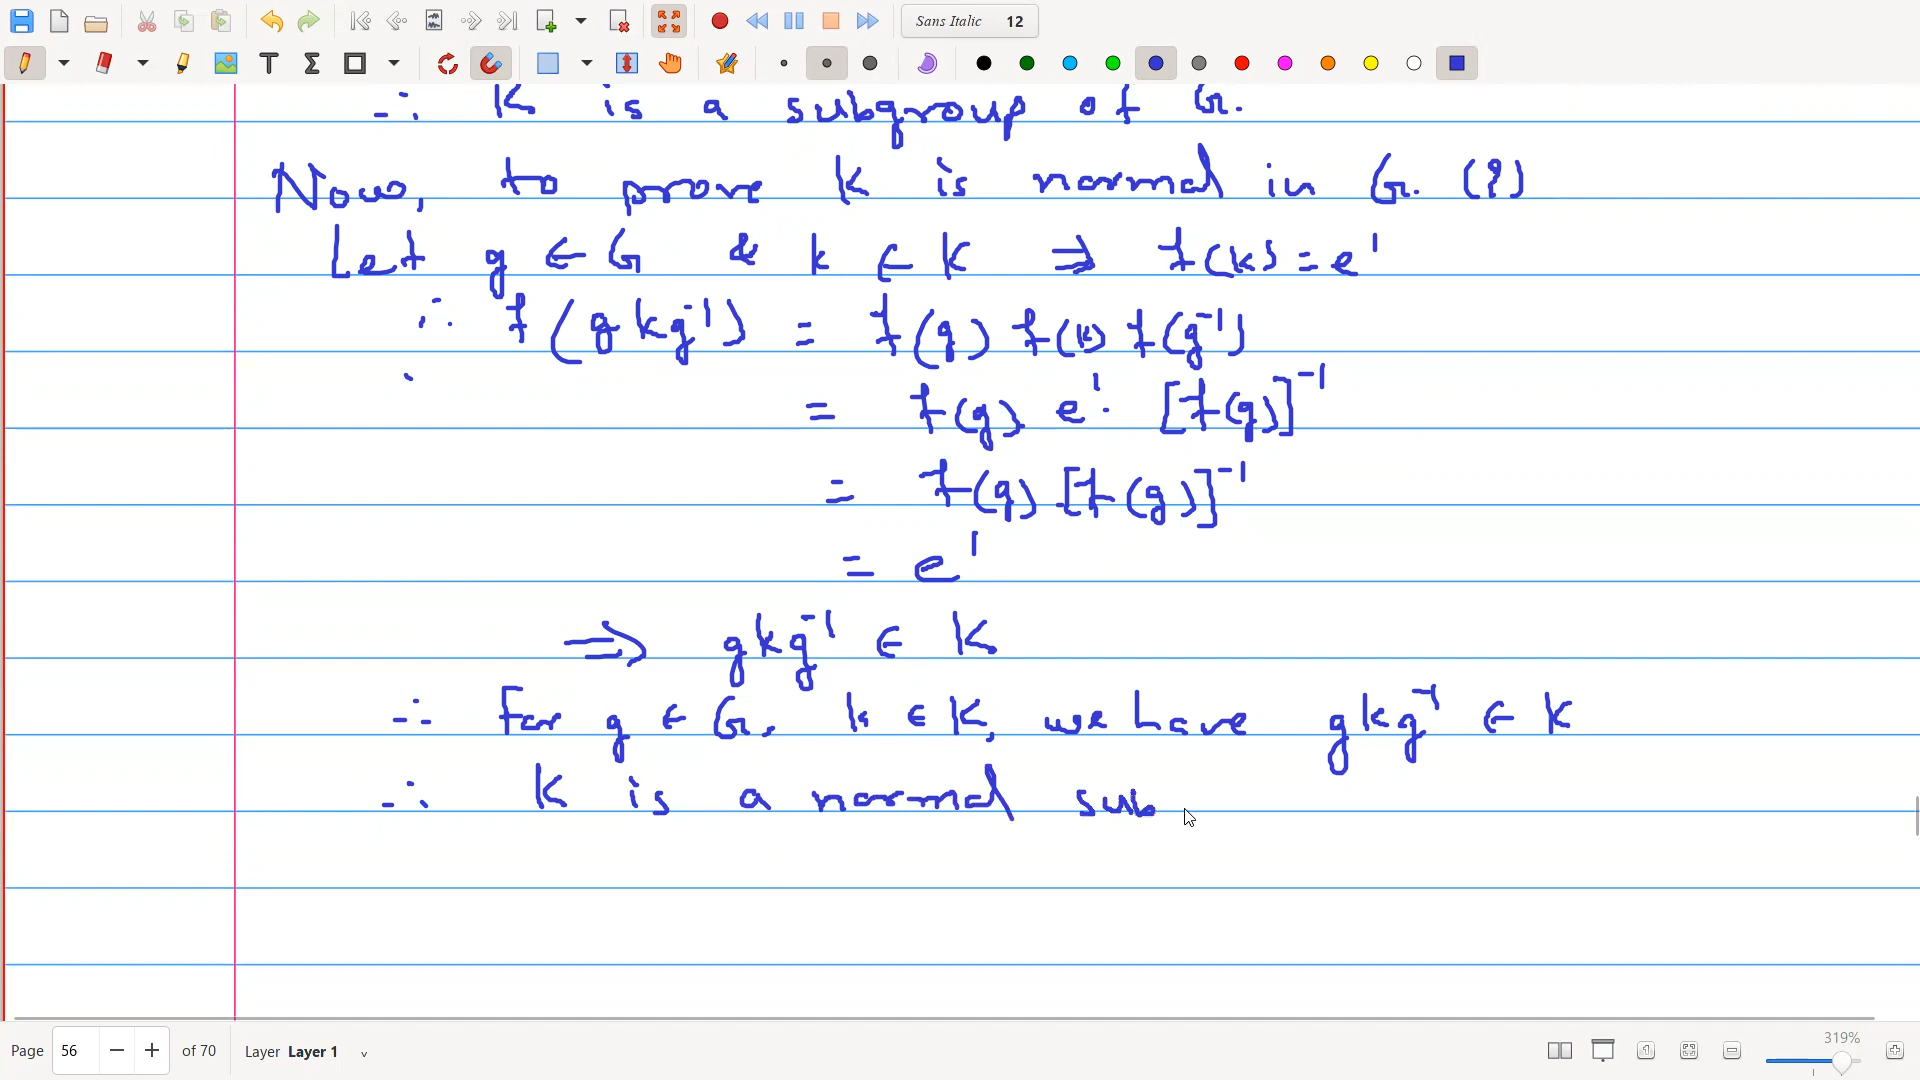 Sans Italic 12
∴ K is a subgroup of G.
Now, to prove K is normal in G. (?)
Let g ∈ G & k ∈ K ⇒ f(k) = e'
∴ f(gkg⁻¹) = f(g) f(k) f(g⁻¹)
= f(g) e'. [f(g)]⁻¹
= f(g) [f(g)]⁻¹
= e'
⇒ gkg⁻¹ ∈ K
∴ For g ∈ G, k ∈ K, we have gkg⁻¹ ∈ K
∴ K is a normal sub
319%
Page 56 of 70 Layer Layer 1